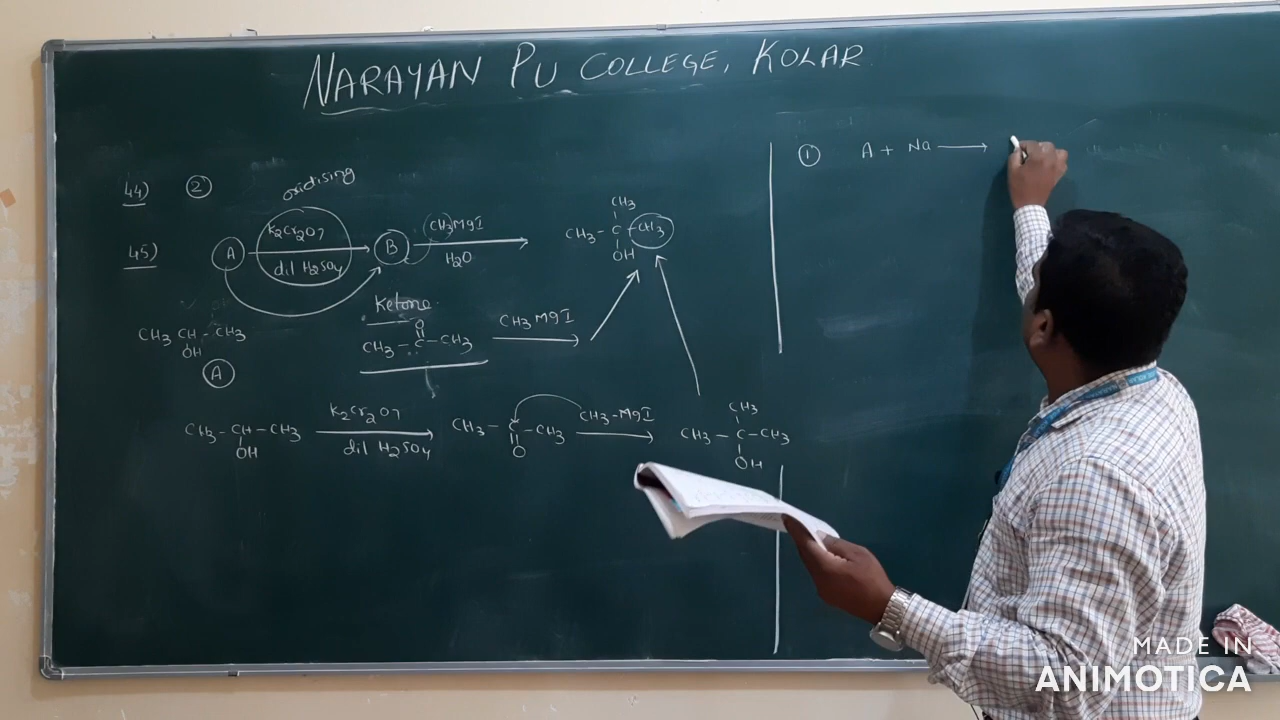 NARAYAN PU COLLEGE, KOLAR
44) ②
oxidising
45) A K2Cr2O7 B CH3MgI
dil H2SO4 H2O
CH3
CH3 - C - CH3
OH
Ketone
CH3 CH - CH3
OH
A
O
CH3 - C - CH3 CH3MgI
CH3 - CH - CH3 K2Cr2O7 CH3 - C - CH3 CH3-MgI
OH dil H2SO4 O
CH3
CH3 - C - CH3
OH
① A + Na →
MADE IN
ANIMOTICA